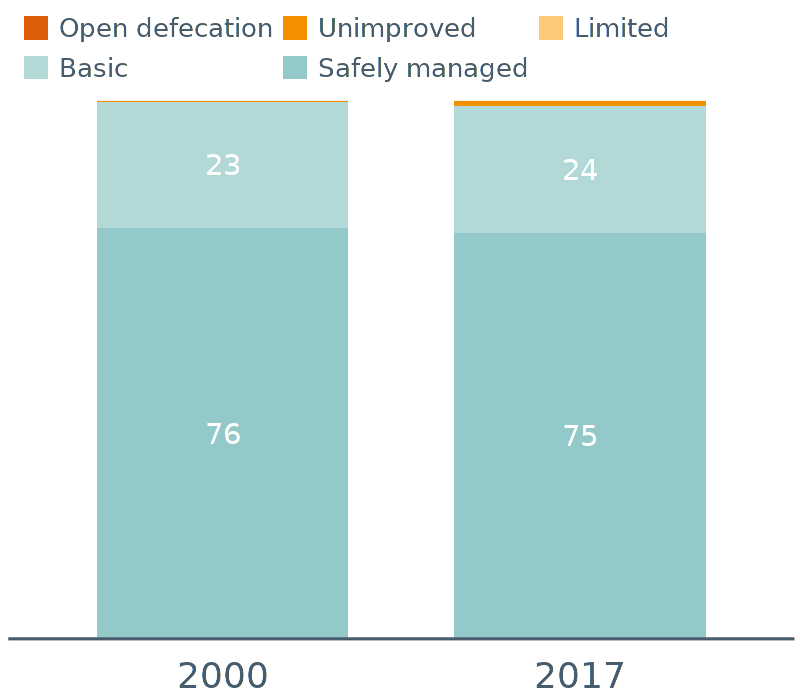 Open defecation Unimproved Limited
Basic Safely managed
23 24
76 75
2000 2017